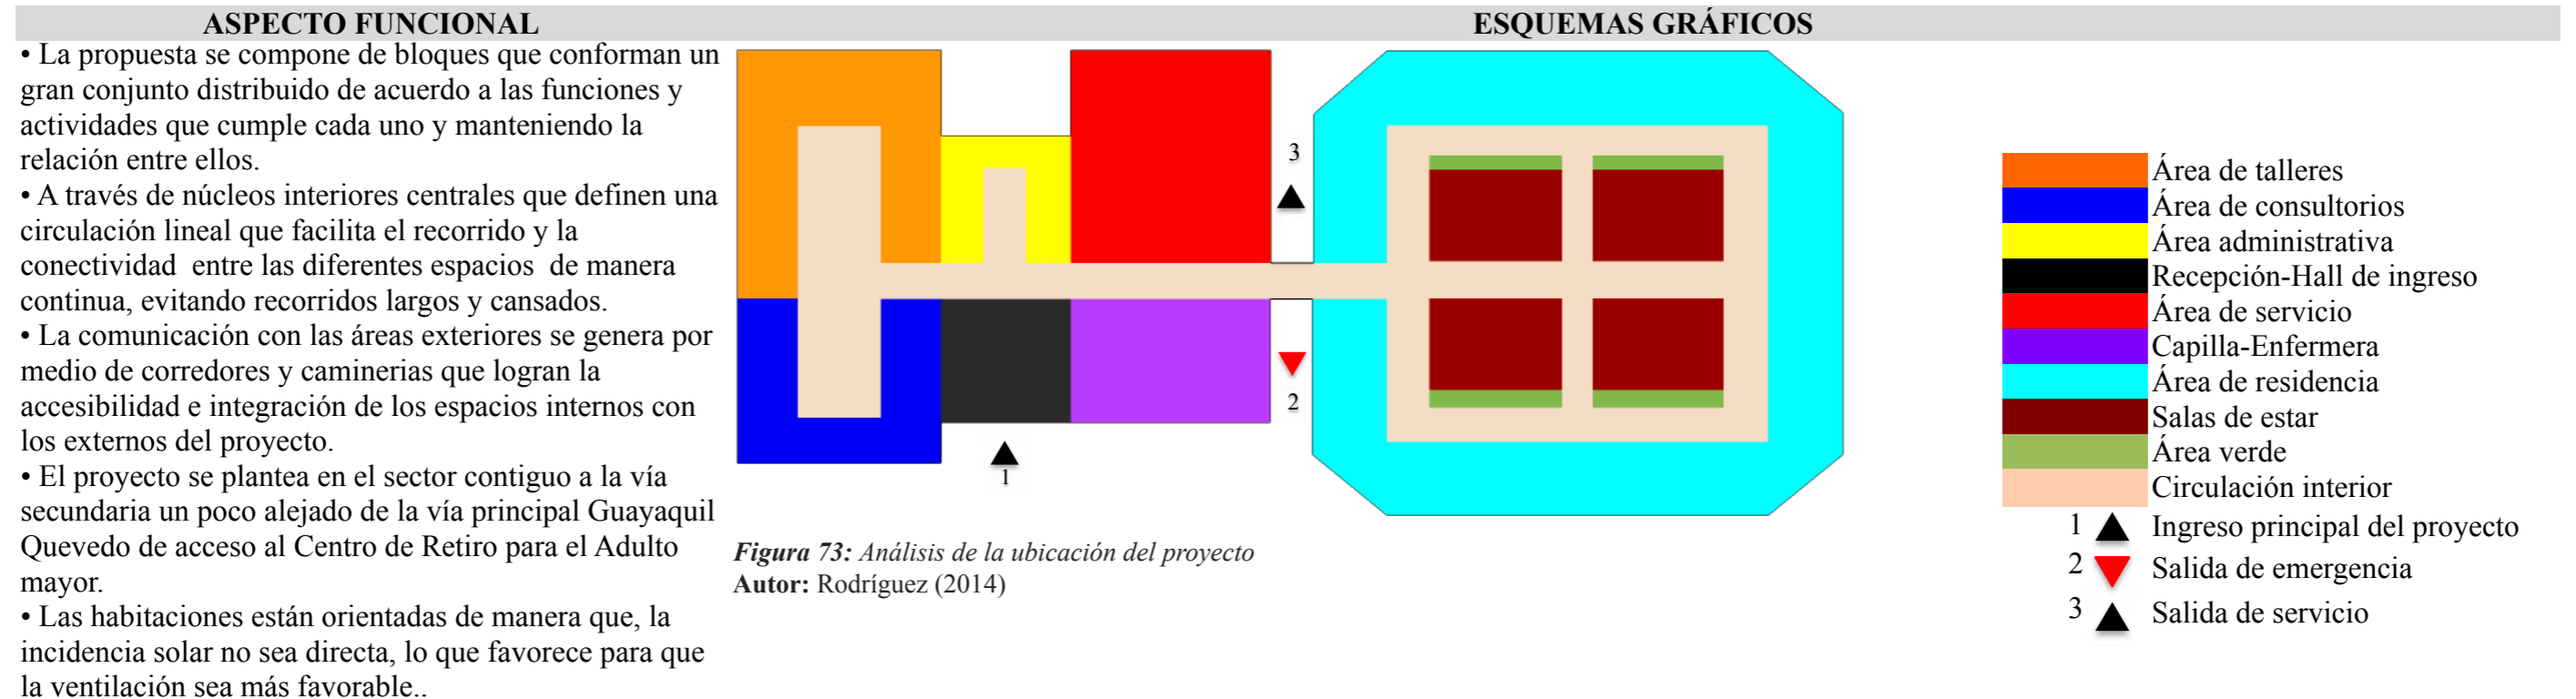 ASPECTO FUNCIONAL
ESQUEMAS GRÁFICOS
• La propuesta se compone de bloques que conforman un
gran conjunto distribuido de acuerdo a las funciones y
actividades que cumple cada uno y manteniendo la
relación entre ellos.
• A través de núcleos interiores centrales que definen una
circulación lineal que facilita el recorrido y la
conectividad  entre las diferentes espacios  de manera
continua, evitando recorridos largos y cansados.
• La comunicación con las áreas exteriores se genera por
medio de corredores y caminerias que logran la
accesibilidad e integración de los espacios internos con
los externos del proyecto.
• El proyecto se plantea en el sector contiguo a la vía
secundaria un poco alejado de la vía principal Guayaquil
Quevedo de acceso al Centro de Retiro para el Adulto
mayor.
• Las habitaciones están orientadas de manera que, la
incidencia solar no sea directa, lo que favorece para que
la ventilación sea más favorable..
3
2
1
Figura 73: Análisis de la ubicación del proyecto
Autor: Rodríguez (2014)
Área de talleres
Área de consultorios
Área administrativa
Recepción-Hall de ingreso
Área de servicio
Capilla-Enfermera
Área de residencia
Salas de estar
Área verde
Circulación interior
1 Ingreso principal del proyecto
2 Salida de emergencia
3 Salida de servicio